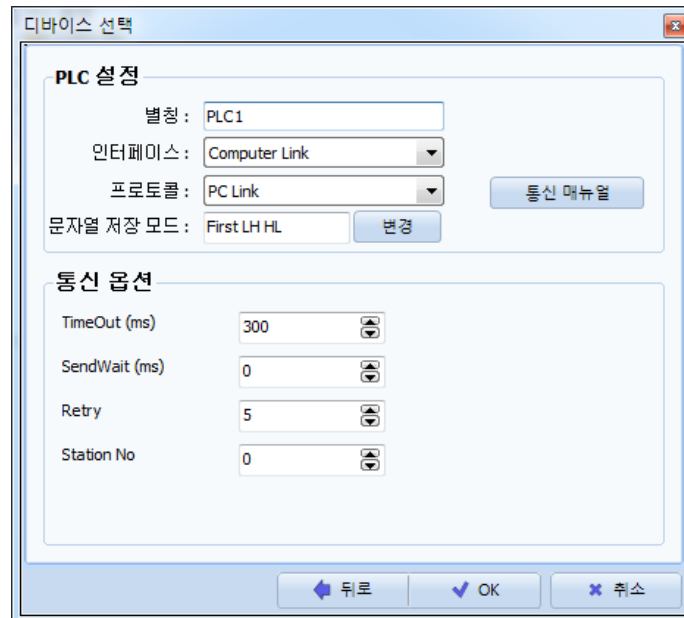 디바이스 선택
PLC 설정
별칭 : PLC1
인터페이스 : Computer Link
프로토콜 : PC Link 통신 매뉴얼
문자열 저장 모드 : First LH HL 변경
통신 옵션
TimeOut (ms) 300
SendWait (ms) 0
Retry 5
Station No 0
뒤로 OK 취소